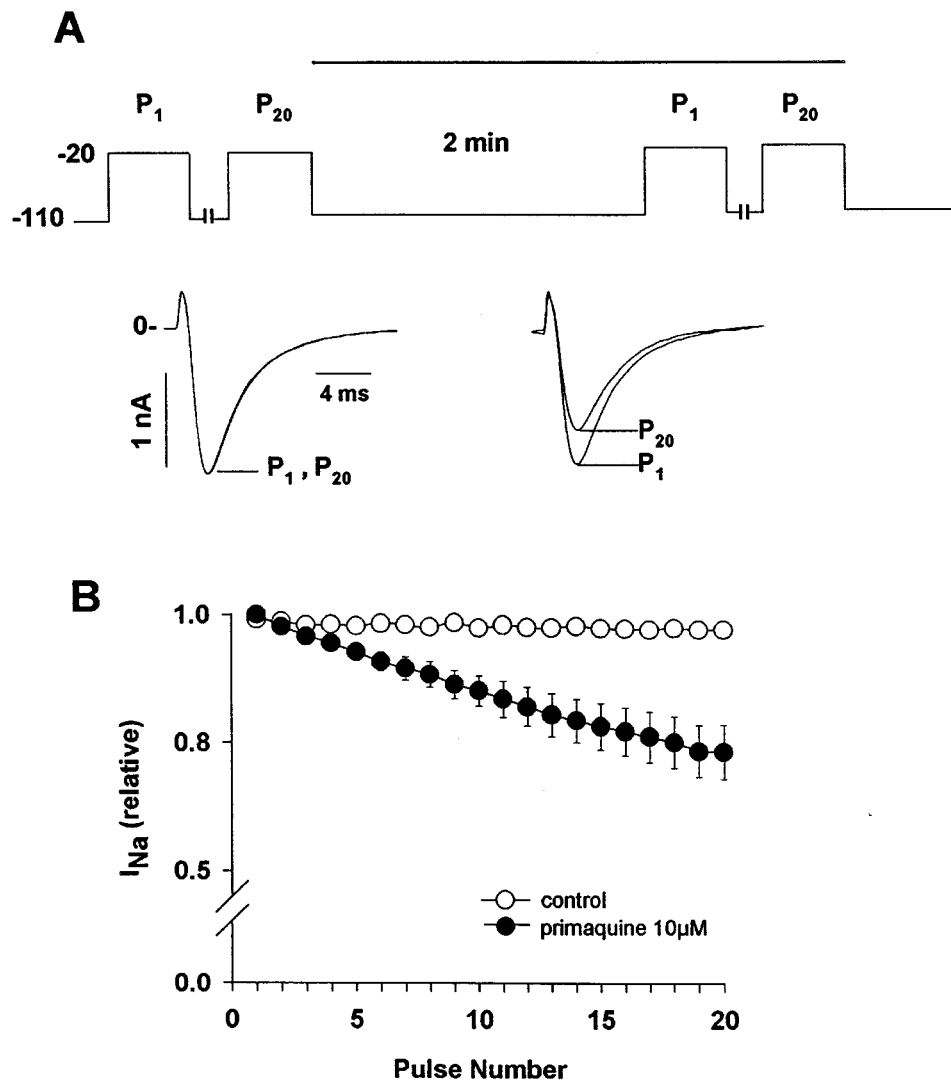 A
P1 P20 P1 P20
-20
2 min
-110
0-
4 ms
1 nA
P20
P1 , P20
P1
B
1.0
0.8
0.5
0.0
INa (relative)
control
primaquine 10µM
0 5 10 15 20
Pulse Number